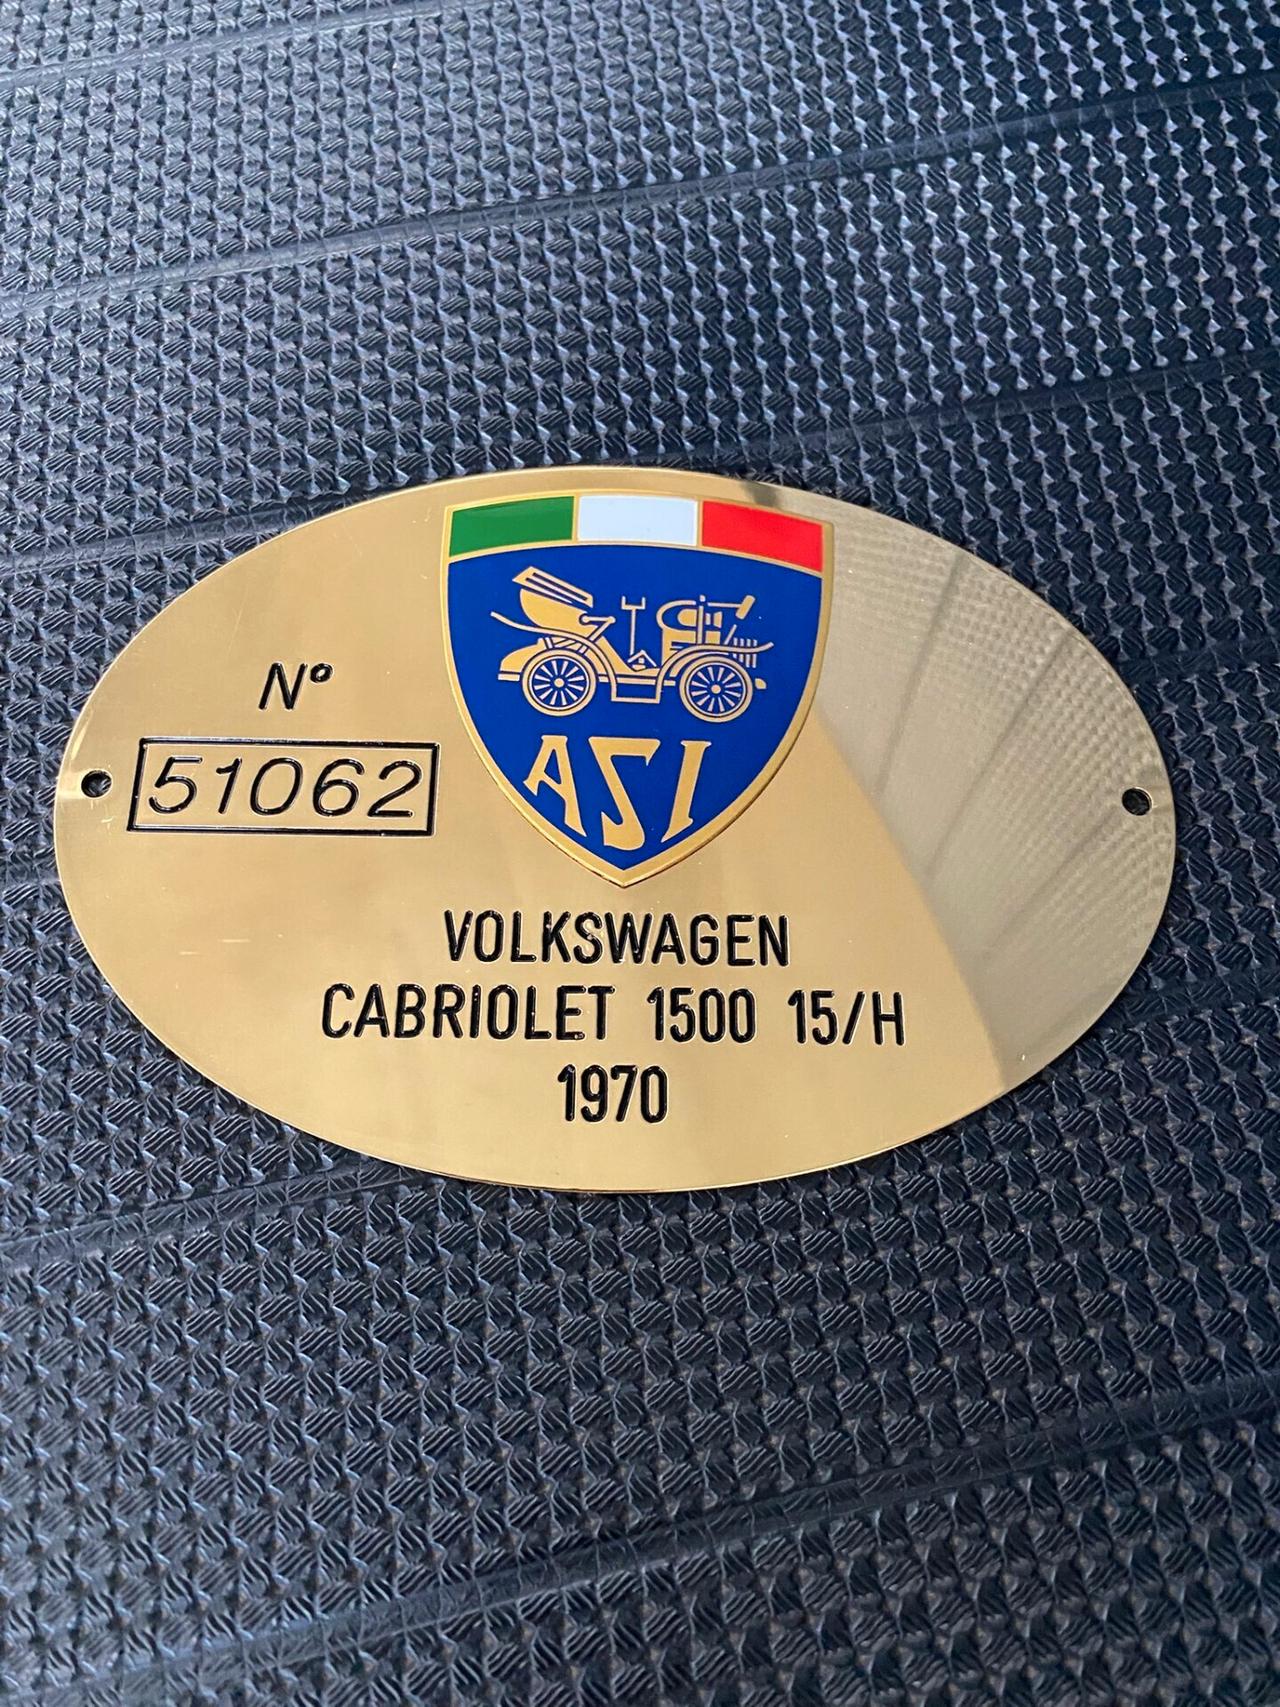 ASI
N°
51062
VOLKSWAGEN
CABRIOLET 1500 15/H
1970